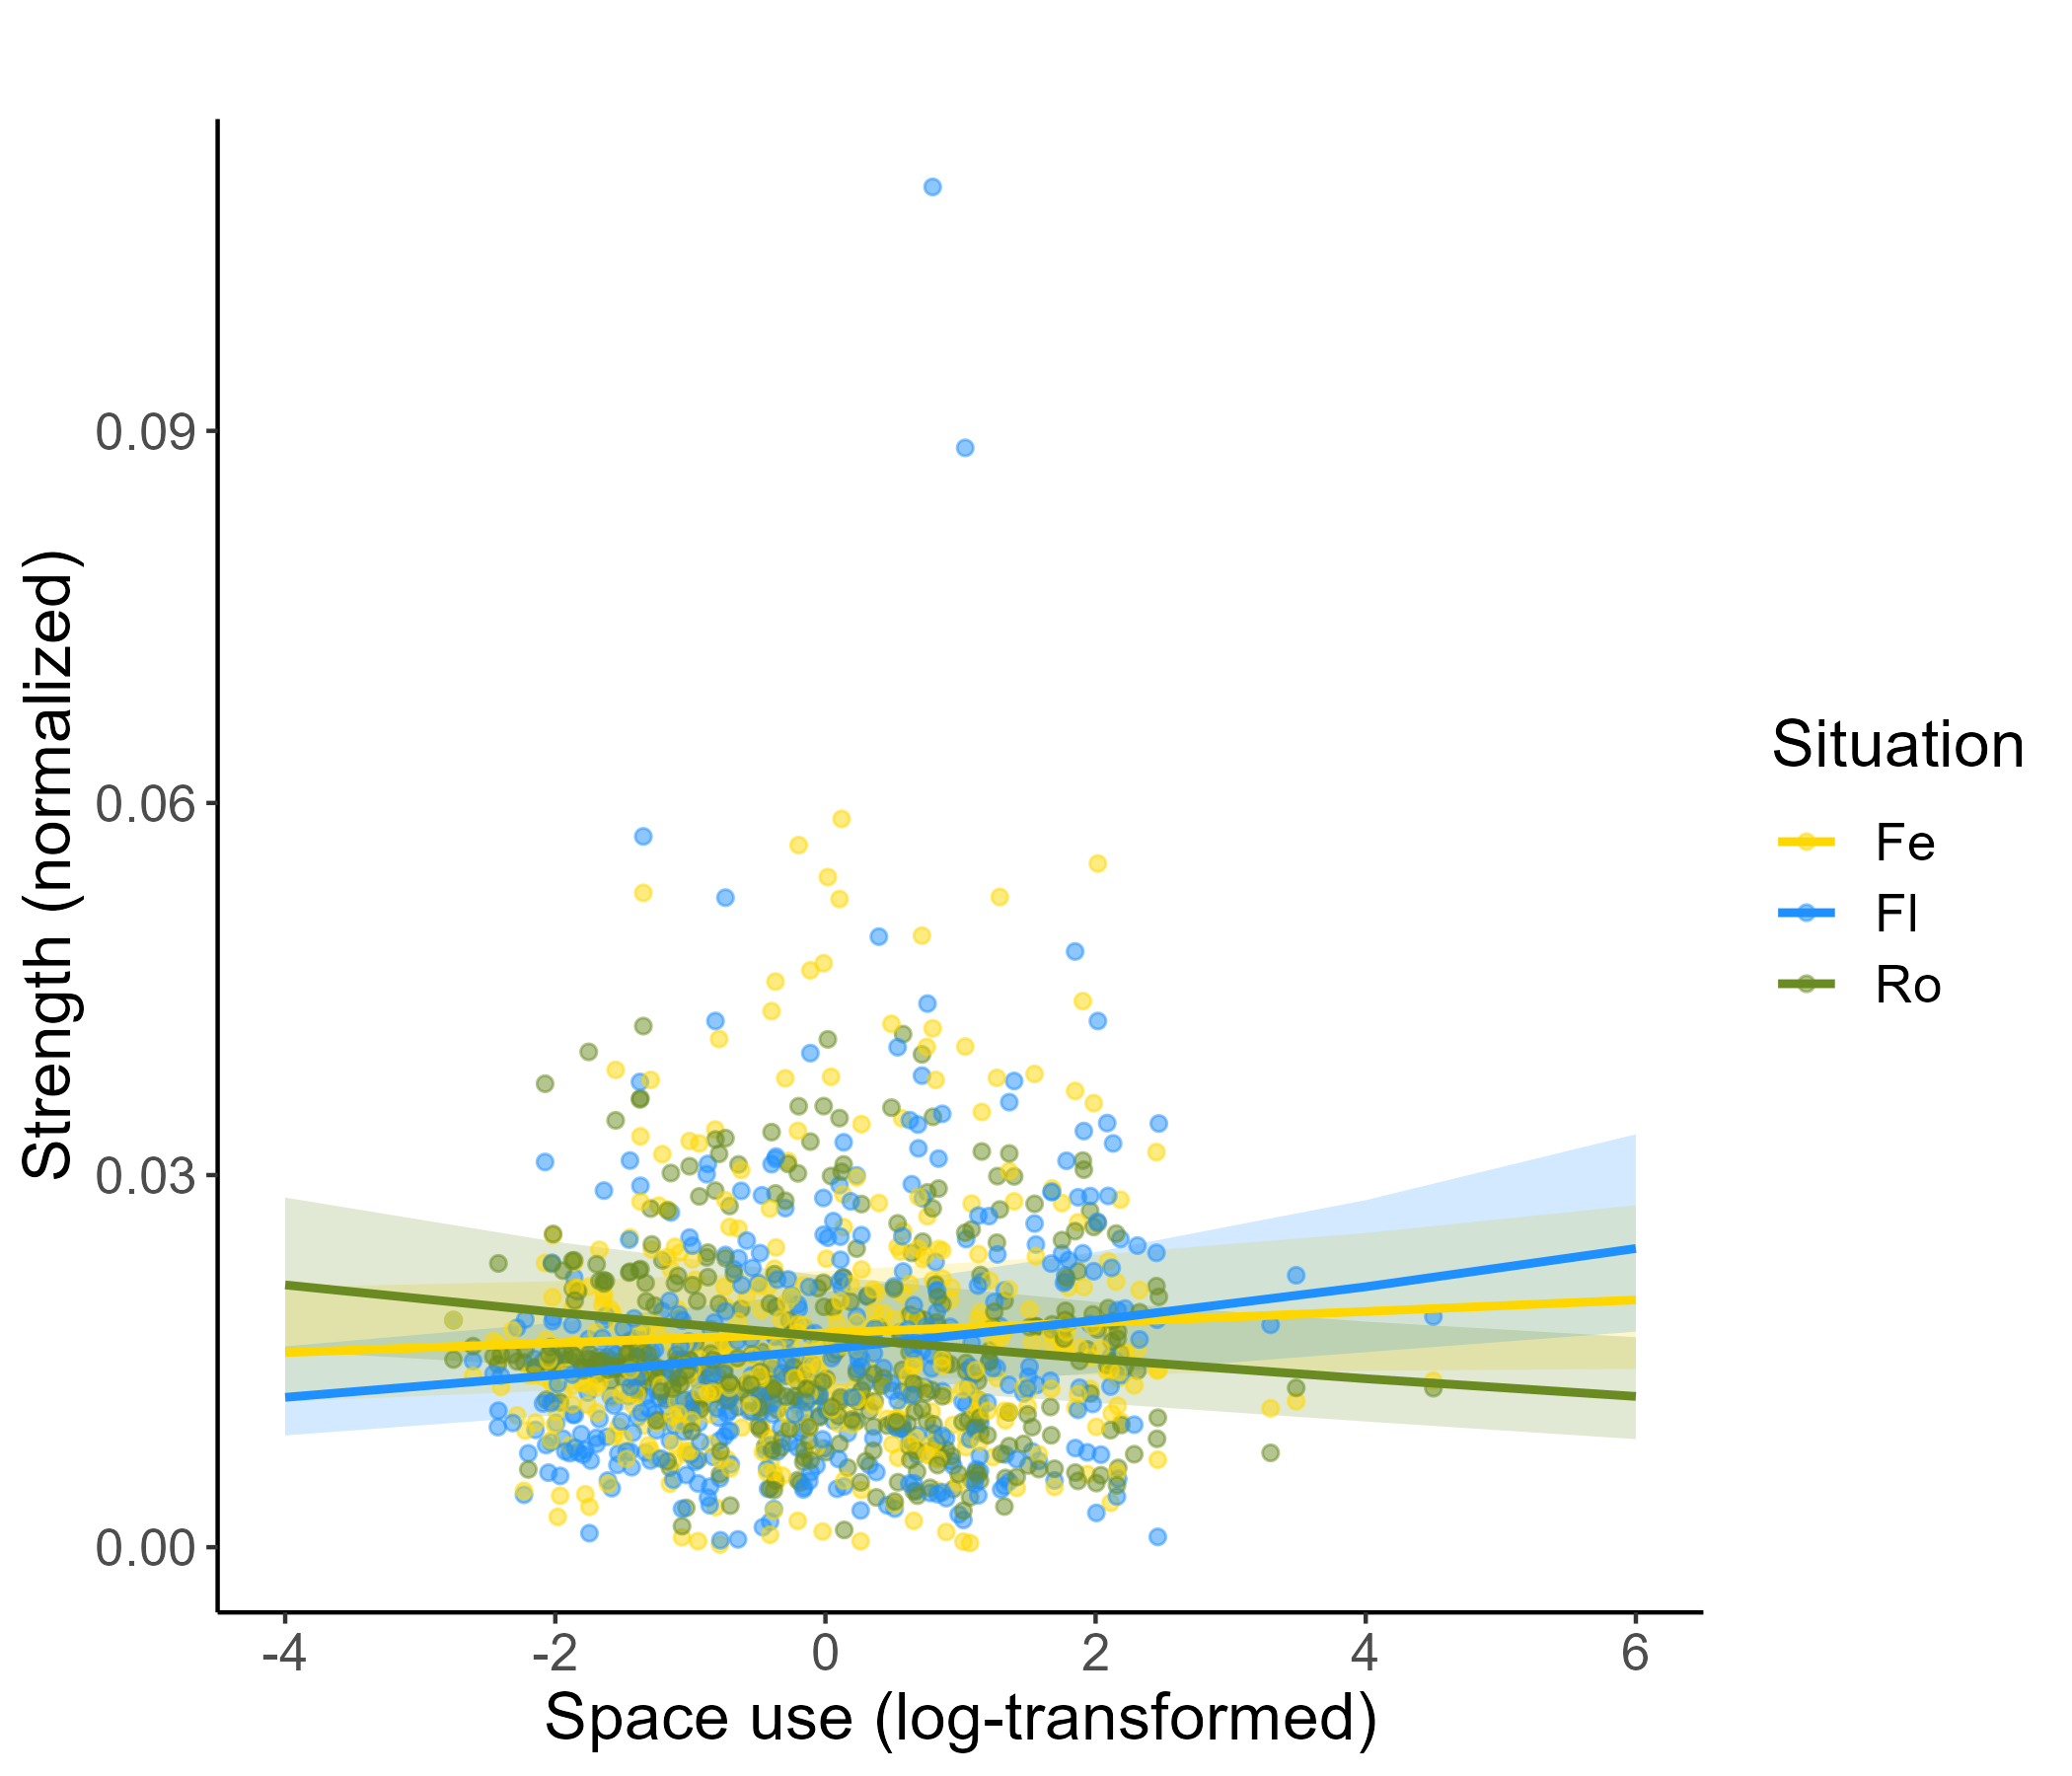 Strength (normalized)
0.09
0.06
0.03
0.00
-4 -2 0 2 4 6
Space use (log-transformed)
Situation
Fe
Fl
Ro